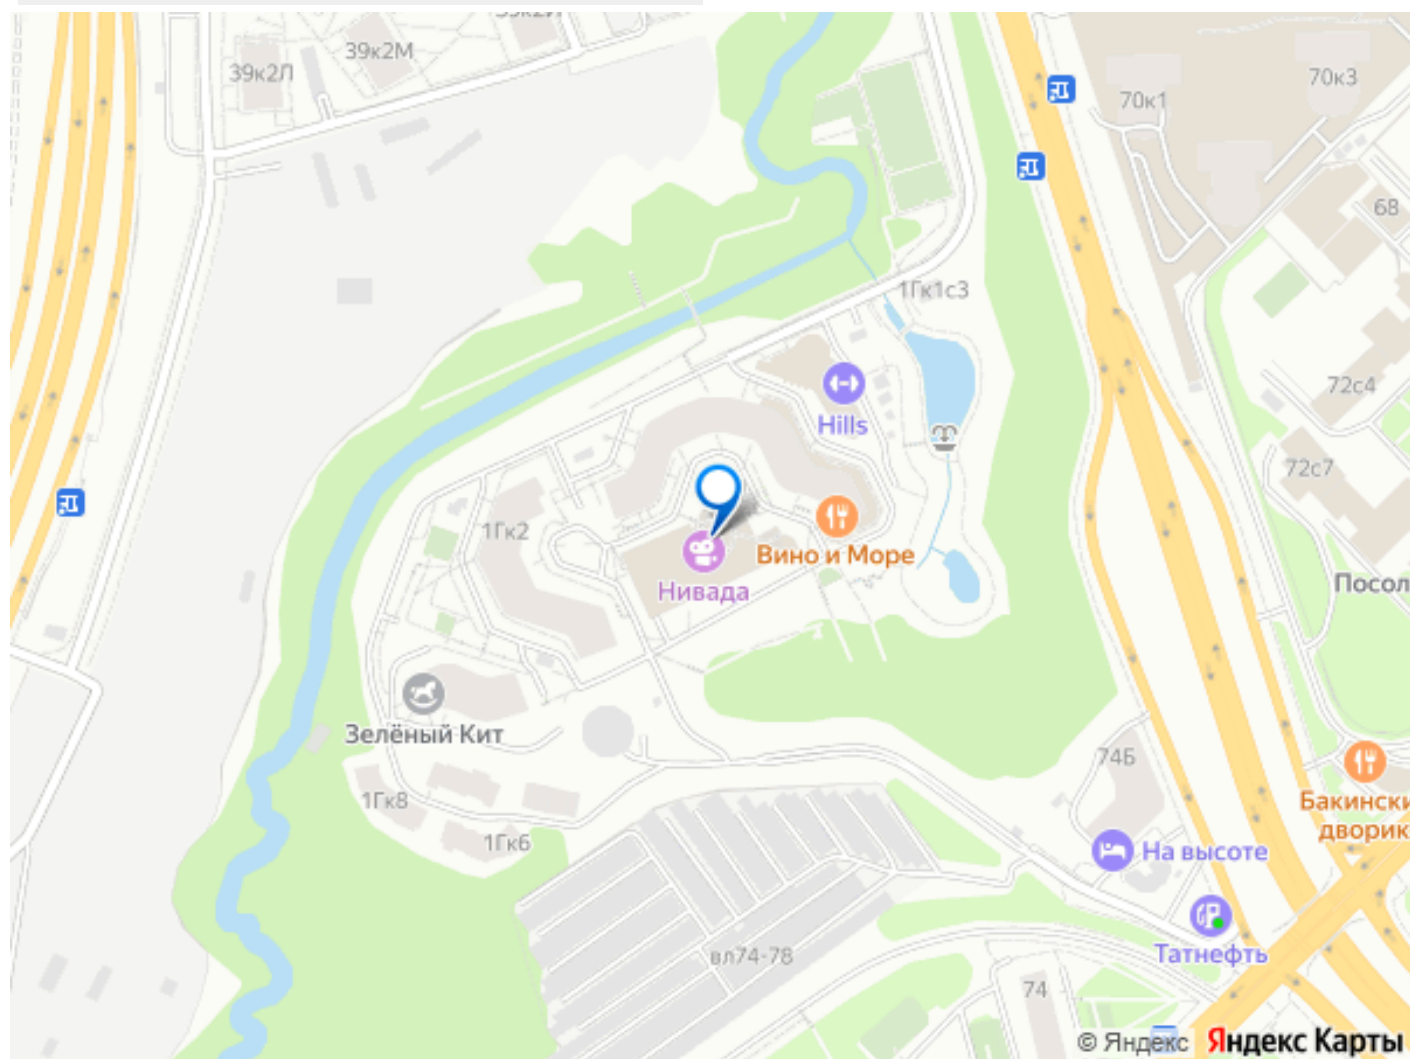 39к2М
39к2Л
70к3
70к1
68
1Гк1с3
72с4
Hills
72с7
1Гк2
Вино и Море
Нивада
Посол
Зелёный Кит
74Б
1Гк8
Бакински
дворик
1Гк6
На высоте
вл74-78
Татнефть
74
© Яндекс Яндекс Карты